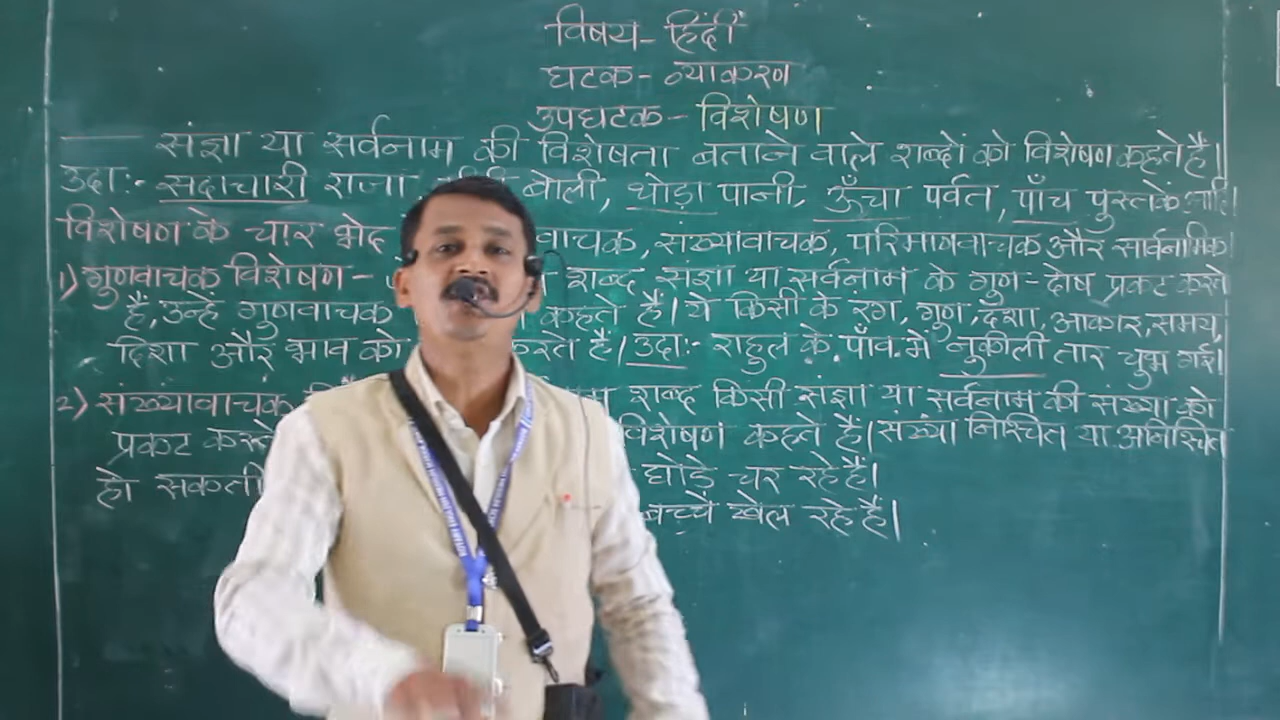 विषय- हिंदीं
घटक- व्याकरण
उपघटक- विशेषण
संज्ञा या सर्वनाम की विशेषता बताने वाले शब्दों को विशेषण कहते हैं।
उदाः- सदाचारी राजा बोली, थोड़ा पानी, ऊँचा पर्वत, पाँच पुस्तकें आदि।
विशेषण के चार भेद वाचक, संख्यावाचक, परिमाणवाचक और सार्वनामिक
1) गुणवाचक विशेषण- शब्द संज्ञा या सर्वनाम के गुण-दोष प्रकट करते
हैं, उन्हें गुणवाचक कहते हैं। ये किसी के रंग, गुण, दशा, आकार, समय,
दिशा और भाव को करते हैं। उदाः- राहुल के पाँव में नुकीली तार चुभ गई।
2) संख्यांवाचक शब्द किसी संज्ञा या सर्वनाम की संख्या को
प्रकट करते विशेषण कहते हैं। संख्या निश्चित या अनिश्चित
हो सकती घोड़े चर रहे हैं।
बच्चें खेल रहे हैं।